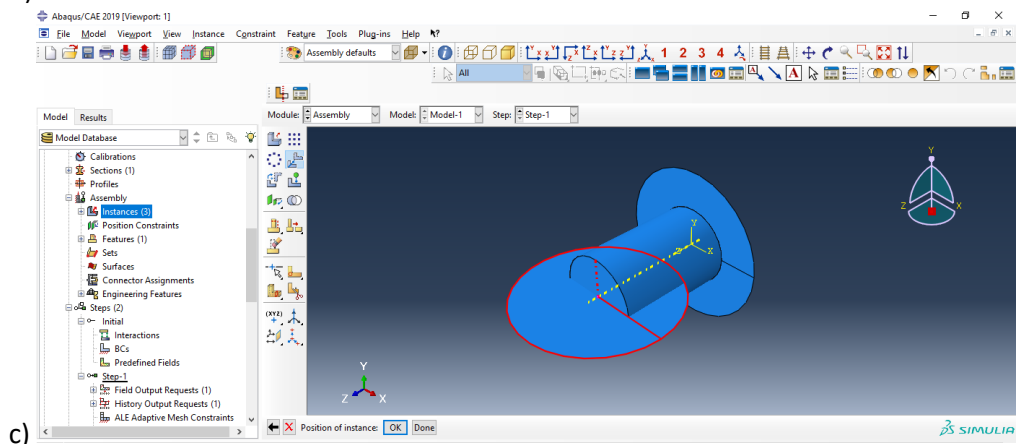 Abaqus/CAE 2019 [Viewport: 1]
File Model Viewport View Instance Constraint Feature Tools Plug-ins Help
Assembly defaults
1 2 3 4
All
Model Results
Module: Assembly Model: Model-1 Step: Step-1
Model Database
Calibrations
Sections (1)
Profiles
Assembly
Instances (3)
Position Constraints
Features (1)
Sets
Surfaces
Connector Assignments
Engineering Features
Steps (2)
Initial
Interactions
BCs
Predefined Fields
Step-1
Field Output Requests (1)
History Output Requests (1)
ALE Adaptive Mesh Constraints
(XYZ)
Y
Z X
Y
Z X
Y
Z X
c)
Position of instance: OK Done
SIMULIA